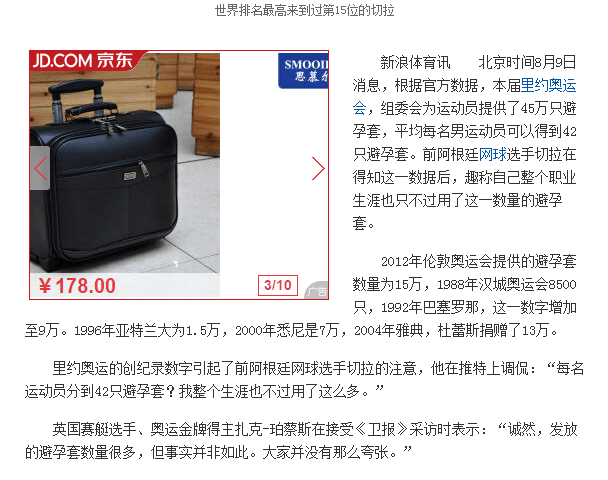 世界排名最高来到过第15位的切拉
JD.COM 京东
SMOOI
思慕尔
¥178.00
3/10
广告
新浪体育讯　　北京时间8月9日
消息，根据官方数据，本届里约奥运
会，组委会为运动员提供了45万只避
孕套，平均每名男运动员可以得到42
只避孕套。前阿根廷网球选手切拉在
得知这一数据后，趣称自己整个职业
生涯也只不过用了这一数量的避孕
套。
2012年伦敦奥运会提供的避孕套
数量为15万，1988年汉城奥运会8500
只，1992年巴塞罗那，这一数字增加
至9万。1996年亚特兰大为1.5万，2000年悉尼是7万，2004年雅典，杜蕾斯捐赠了13万。
里约奥运的创纪录数字引起了前阿根廷网球选手切拉的注意，他在推特上调侃：“每名
运动员分到42只避孕套？我整个生涯也不过用了这么多。”
英国赛艇选手、奥运金牌得主扎克-珀蔡斯在接受《卫报》采访时表示：“诚然，发放
的避孕套数量很多，但事实并非如此。大家并没有那么夸张。”